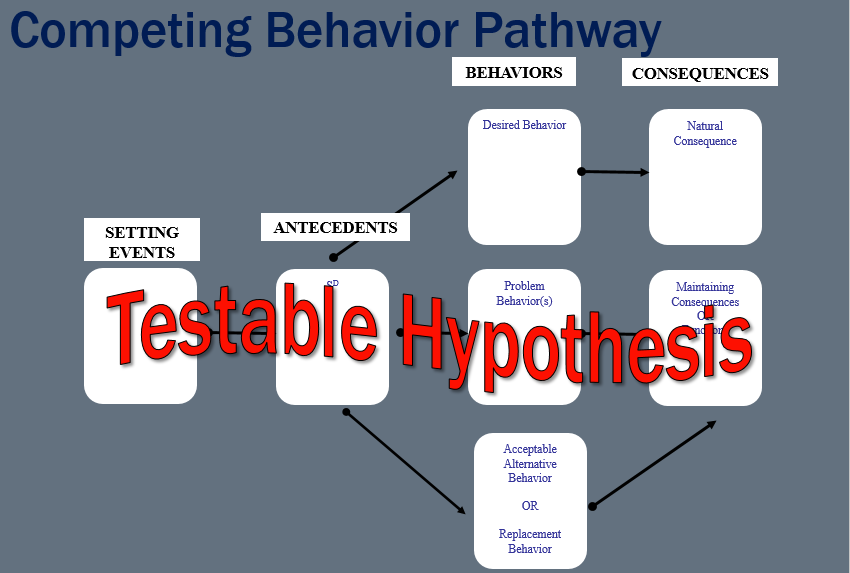 Competing Behavior Pathway
BEHAVIORS
CONSEQUENCES
Desired Behavior
Natural
Consequence
SETTING
EVENTS
ANTECEDENTS
SD
Problem
Behavior(s)
Maintaining
Consequences
Testable Hypothesis
Acceptable
Alternative
Behavior
OR
Replacement
Behavior